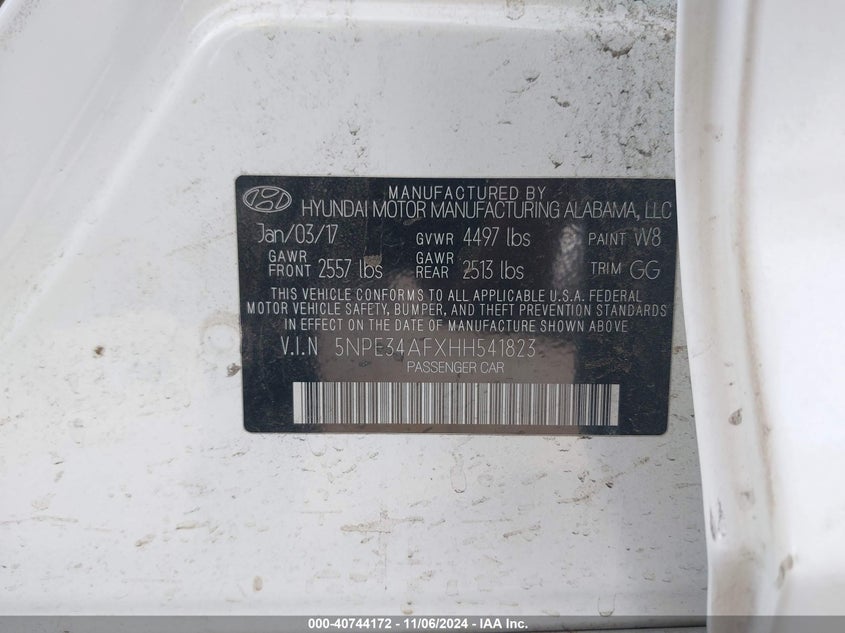 MANUFACTURED BY
HYUNDAI MOTOR MANUFACTURING ALABAMA, LLC
Jan/03/17 GVWR 4497 lbs PAINT W8
GAWR FRONT 2557 lbs GAWR REAR 2513 lbs TRIM GG
THIS VEHICLE CONFORMS TO ALL APPLICABLE U.S.A. FEDERAL
MOTOR VEHICLE SAFETY, BUMPER, AND THEFT PREVENTION STANDARDS
IN EFFECT ON THE DATE OF MANUFACTURE SHOWN ABOVE
V.I.N 5NPE34AFXHH541823
PASSENGER CAR
000-40744172 - 11/06/2024 - IAA Inc.